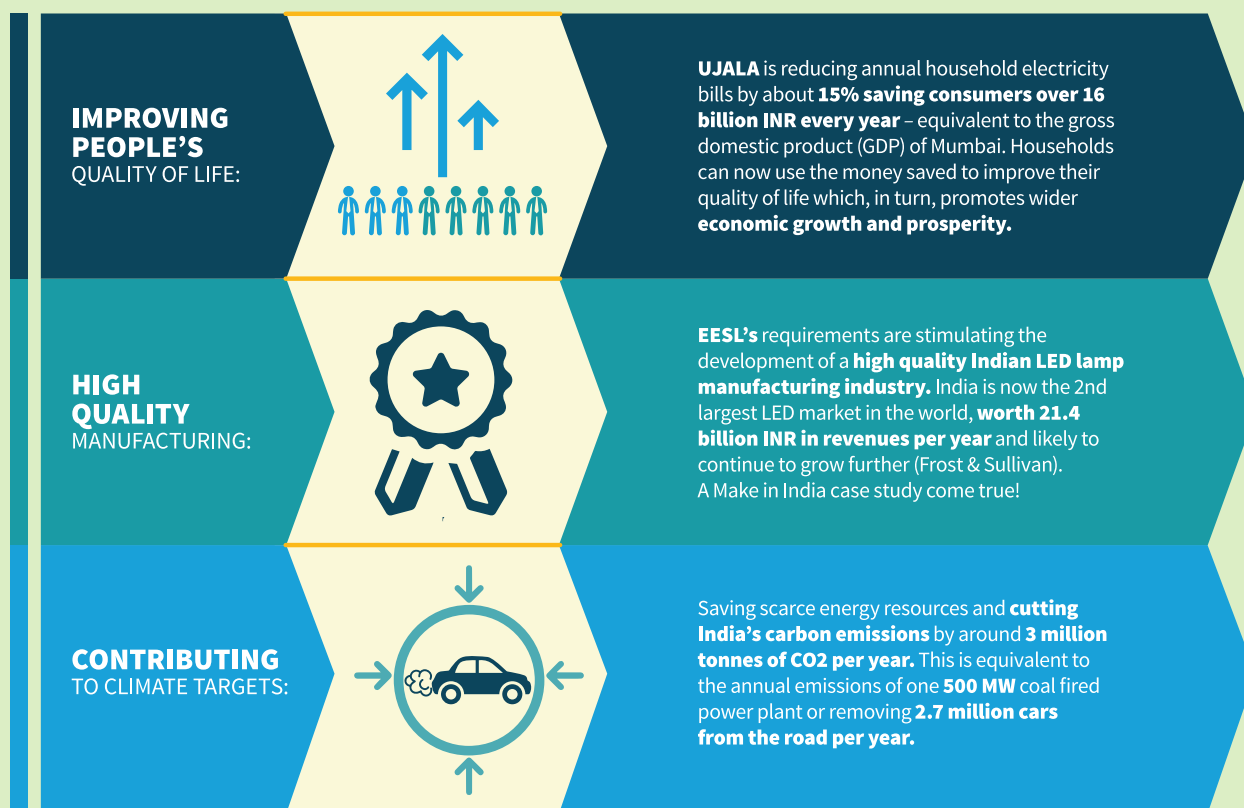 IMPROVING
PEOPLE’S
QUALITY OF LIFE:
UJALA is reducing annual household electricity
bills by about 15% saving consumers over 16
billion INR every year – equivalent to the gross
domestic product (GDP) of Mumbai. Households
can now use the money saved to improve their
quality of life which, in turn, promotes wider
economic growth and prosperity.
HIGH
QUALITY
MANUFACTURING:
EESL’s requirements are stimulating the
development of a high quality Indian LED lamp
manufacturing industry. India is now the 2nd
largest LED market in the world, worth 21.4
billion INR in revenues per year and likely to
continue to grow further (Frost & Sullivan).
A Make in India case study come true!
CONTRIBUTING
TO CLIMATE TARGETS:
Saving scarce energy resources and cutting
India’s carbon emissions by around 3 million
tonnes of CO2 per year. This is equivalent to
the annual emissions of one 500 MW coal fired
power plant or removing 2.7 million cars
from the road per year.